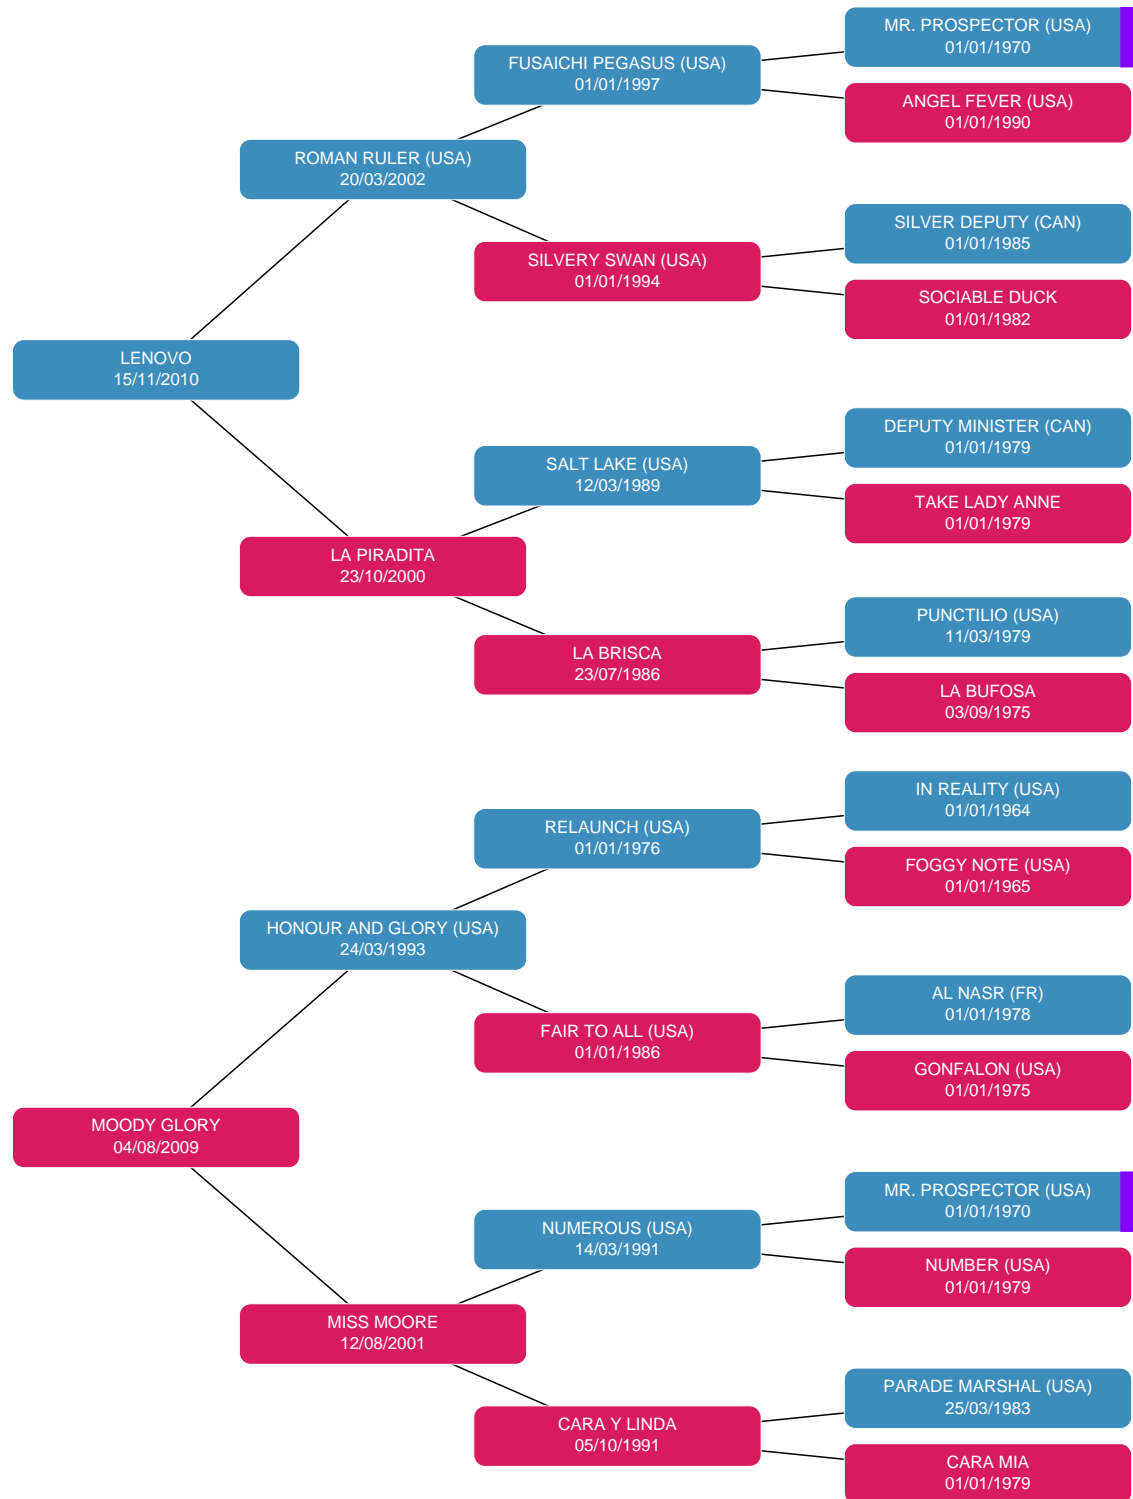 MR. PROSPECTOR (USA)
01/01/1970
FUSAICHI PEGASUS (USA)
01/01/1997
ANGEL FEVER (USA)
01/01/1990
ROMAN RULER (USA)
20/03/2002
SILVER DEPUTY (CAN)
01/01/1985
SILVERY SWAN (USA)
01/01/1994
SOCIABLE DUCK
01/01/1982
LENOVO
15/11/2010
DEPUTY MINISTER (CAN)
01/01/1979
SALT LAKE (USA)
12/03/1989
TAKE LADY ANNE
01/01/1979
LA PIRADITA
23/10/2000
PUNCTILIO (USA)
11/03/1979
LA BRISCA
23/07/1986
LA BUFOSA
03/09/1975
IN REALITY (USA)
01/01/1964
RELAUNCH (USA)
01/01/1976
FOGGY NOTE (USA)
01/01/1965
HONOUR AND GLORY (USA)
24/03/1993
AL NASR (FR)
01/01/1978
FAIR TO ALL (USA)
01/01/1986
GONFALON (USA)
01/01/1975
MOODY GLORY
04/08/2009
MR. PROSPECTOR (USA)
01/01/1970
NUMEROUS (USA)
14/03/1991
NUMBER (USA)
01/01/1979
MISS MOORE
12/08/2001
PARADE MARSHAL (USA)
25/03/1983
CARA Y LINDA
05/10/1991
CARA MIA
01/01/1979